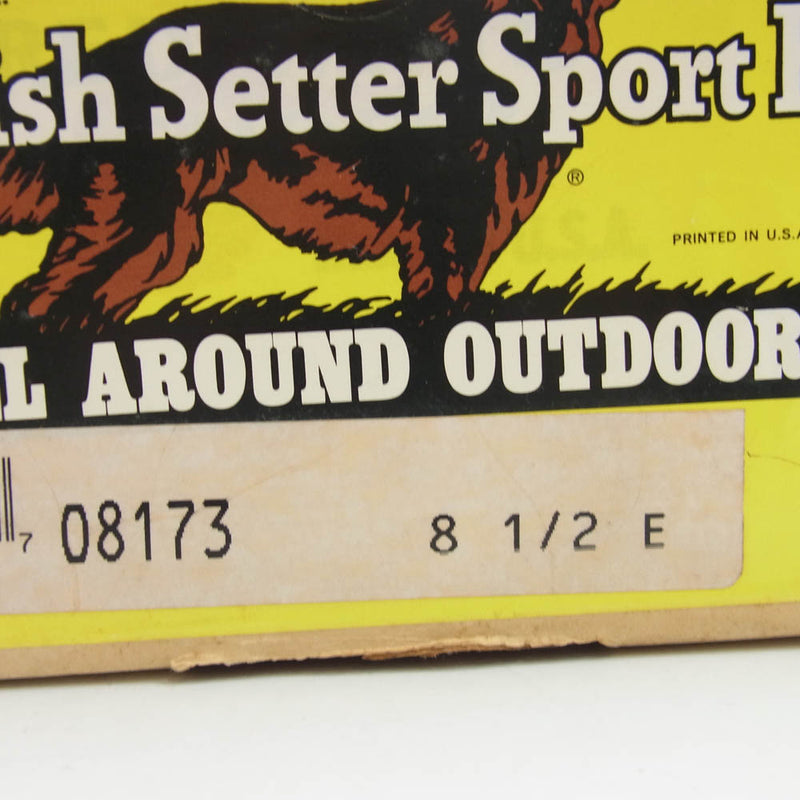 ish Setter Sport
®
PRINTED IN U.S.A
L AROUND OUTDOOR
7 08173 8 1/2 E